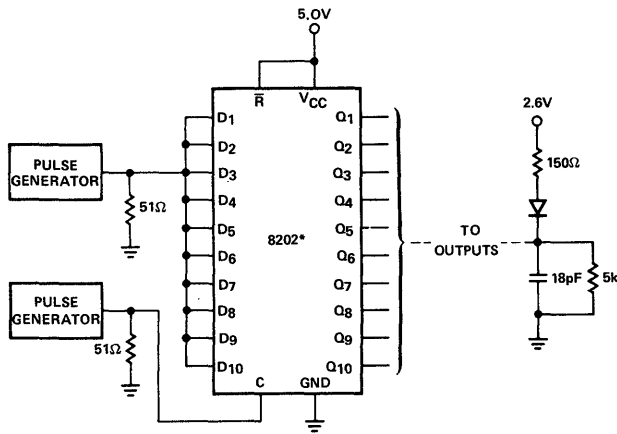 5.0V
R̅ VCC
D1 Q1
D2 Q2
D3 Q3
D4 Q4
D5 Q5
D6 Q6
D7 Q7
D8 Q8
D9 Q9
D10 Q10
8202*
C GND
PULSE
GENERATOR
51Ω
PULSE
GENERATOR
51Ω
TO
OUTPUTS
2.6V
150Ω
18pF
5k